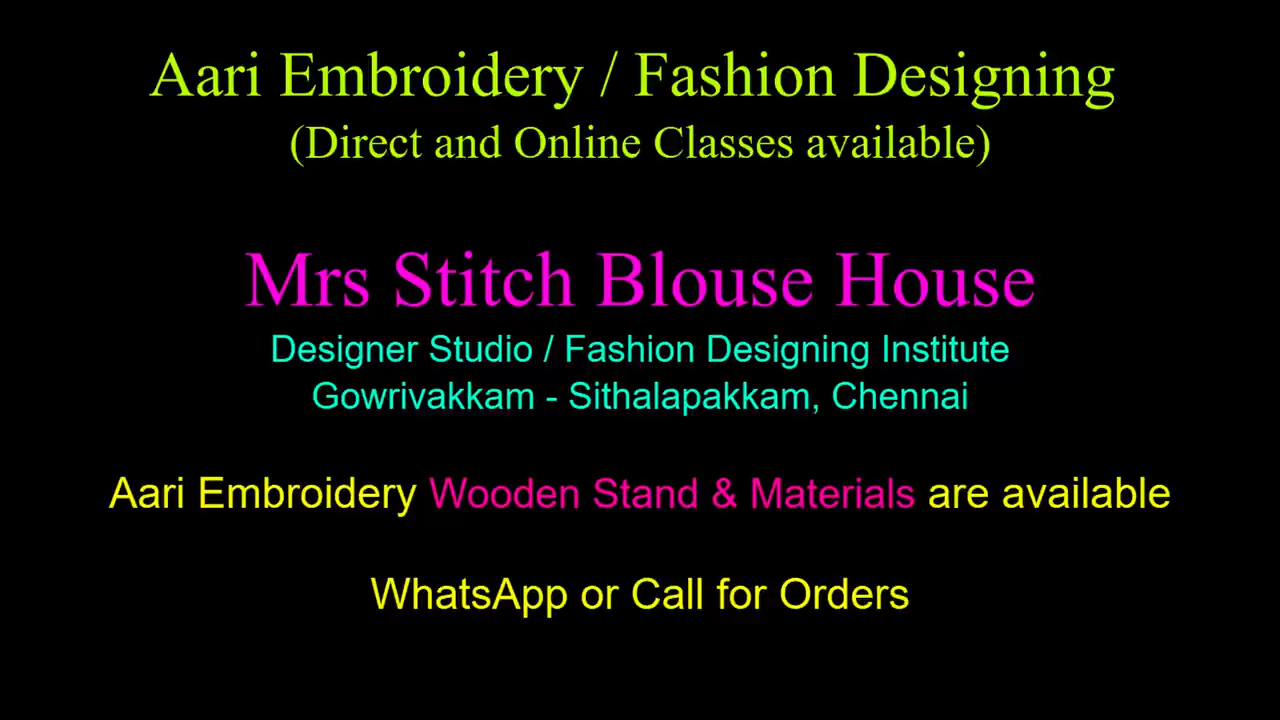 Aari Embroidery / Fashion Designing
(Direct and Online Classes available)
Mrs Stitch Blouse House
Designer Studio / Fashion Designing Institute
Gowrivakkam - Sithalapakkam, Chennai
Aari Embroidery Wooden Stand & Materials are available
WhatsApp or Call for Orders